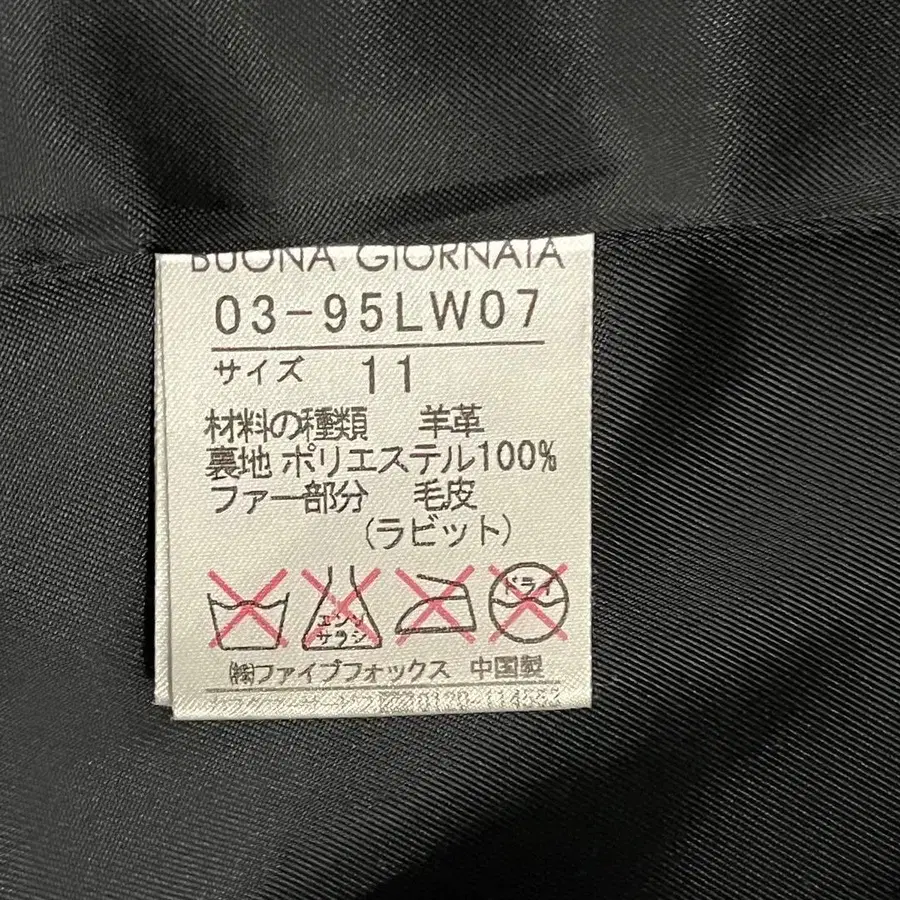 BUONA GIORNATA
03-95LW07
サイズ 11
材料の種類 羊革
裏地 ポリエステル100%
ファー部分 毛皮
(ラビット)
エンソ
サラシ
ドライ
㈱ファイブフォックス 中国製